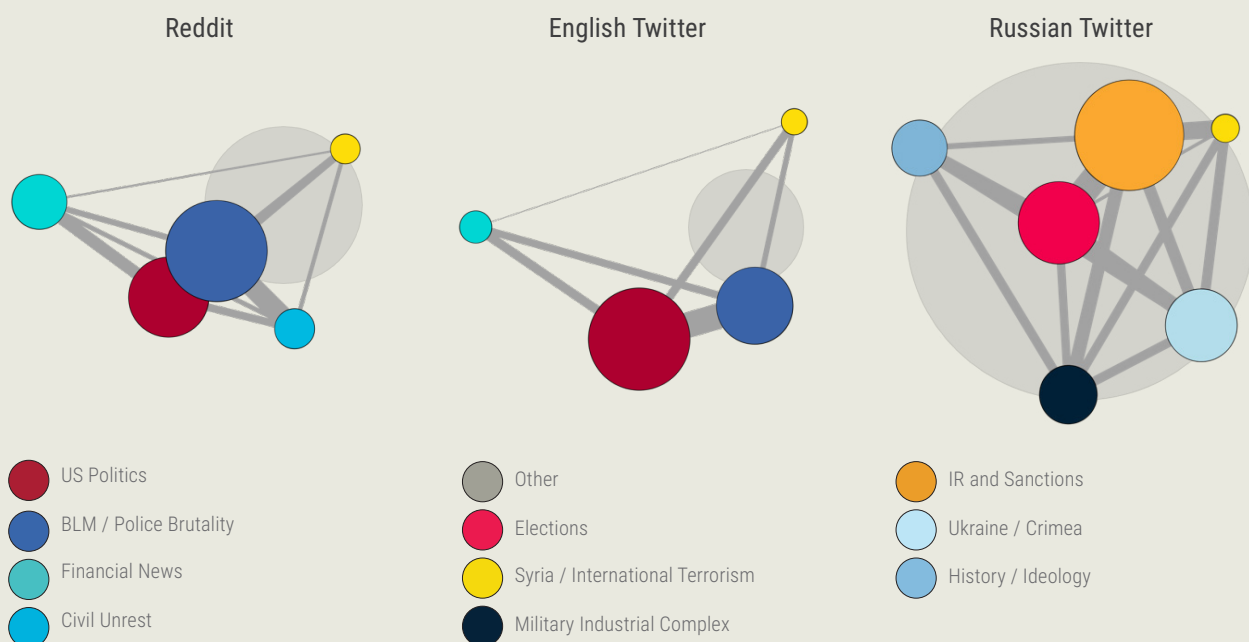 Reddit
English Twitter
Russian Twitter
US Politics
BLM / Police Brutality
Financial News
Civil Unrest
Other
Elections
Syria / International Terrorism
Military Industrial Complex
IR and Sanctions
Ukraine / Crimea
History / Ideology